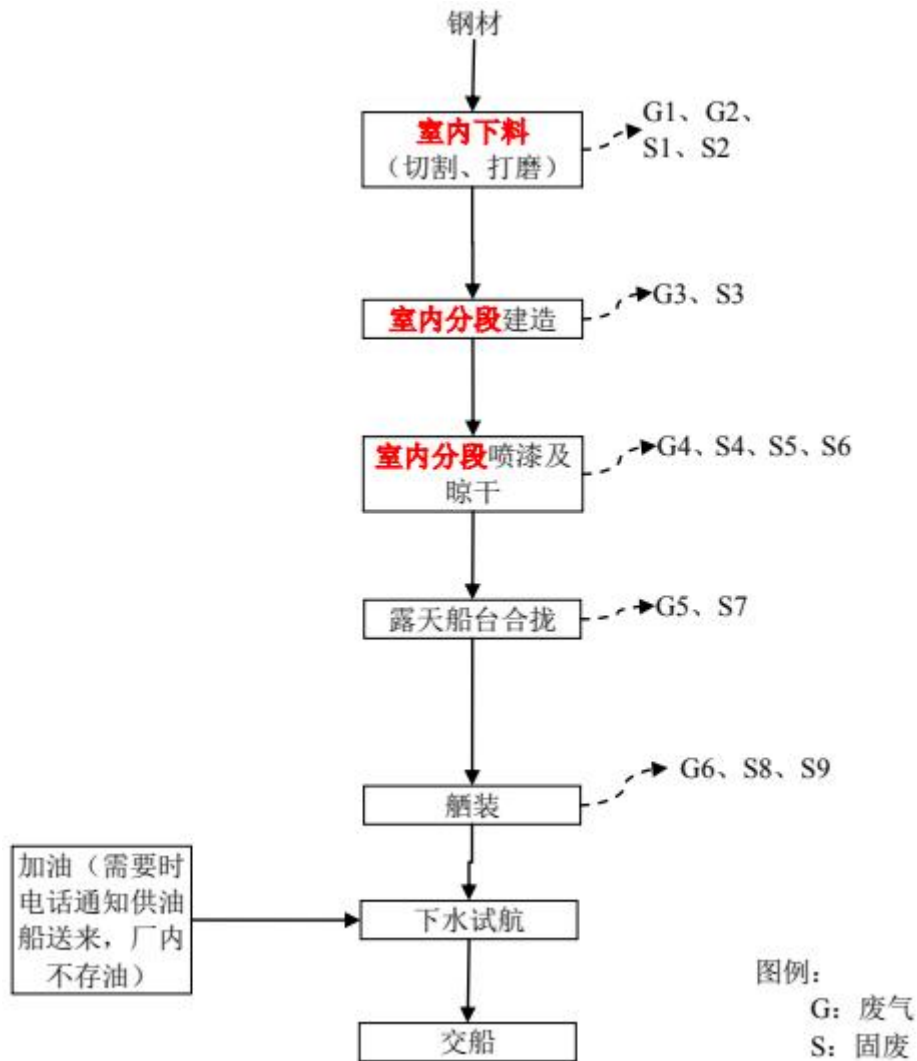 钢材
室内下料
（切割、打磨）
G1、G2、
S1、S2
室内分段建造
G3、S3
室内分段喷漆及
晾干
G4、S4、S5、S6
露天船台合拢
G5、S7
舾装
G6、S8、S9
加油（需要时
电话通知供油
船送来，厂内
不存油）
下水试航
交船
图例：
G：废气
S：固废